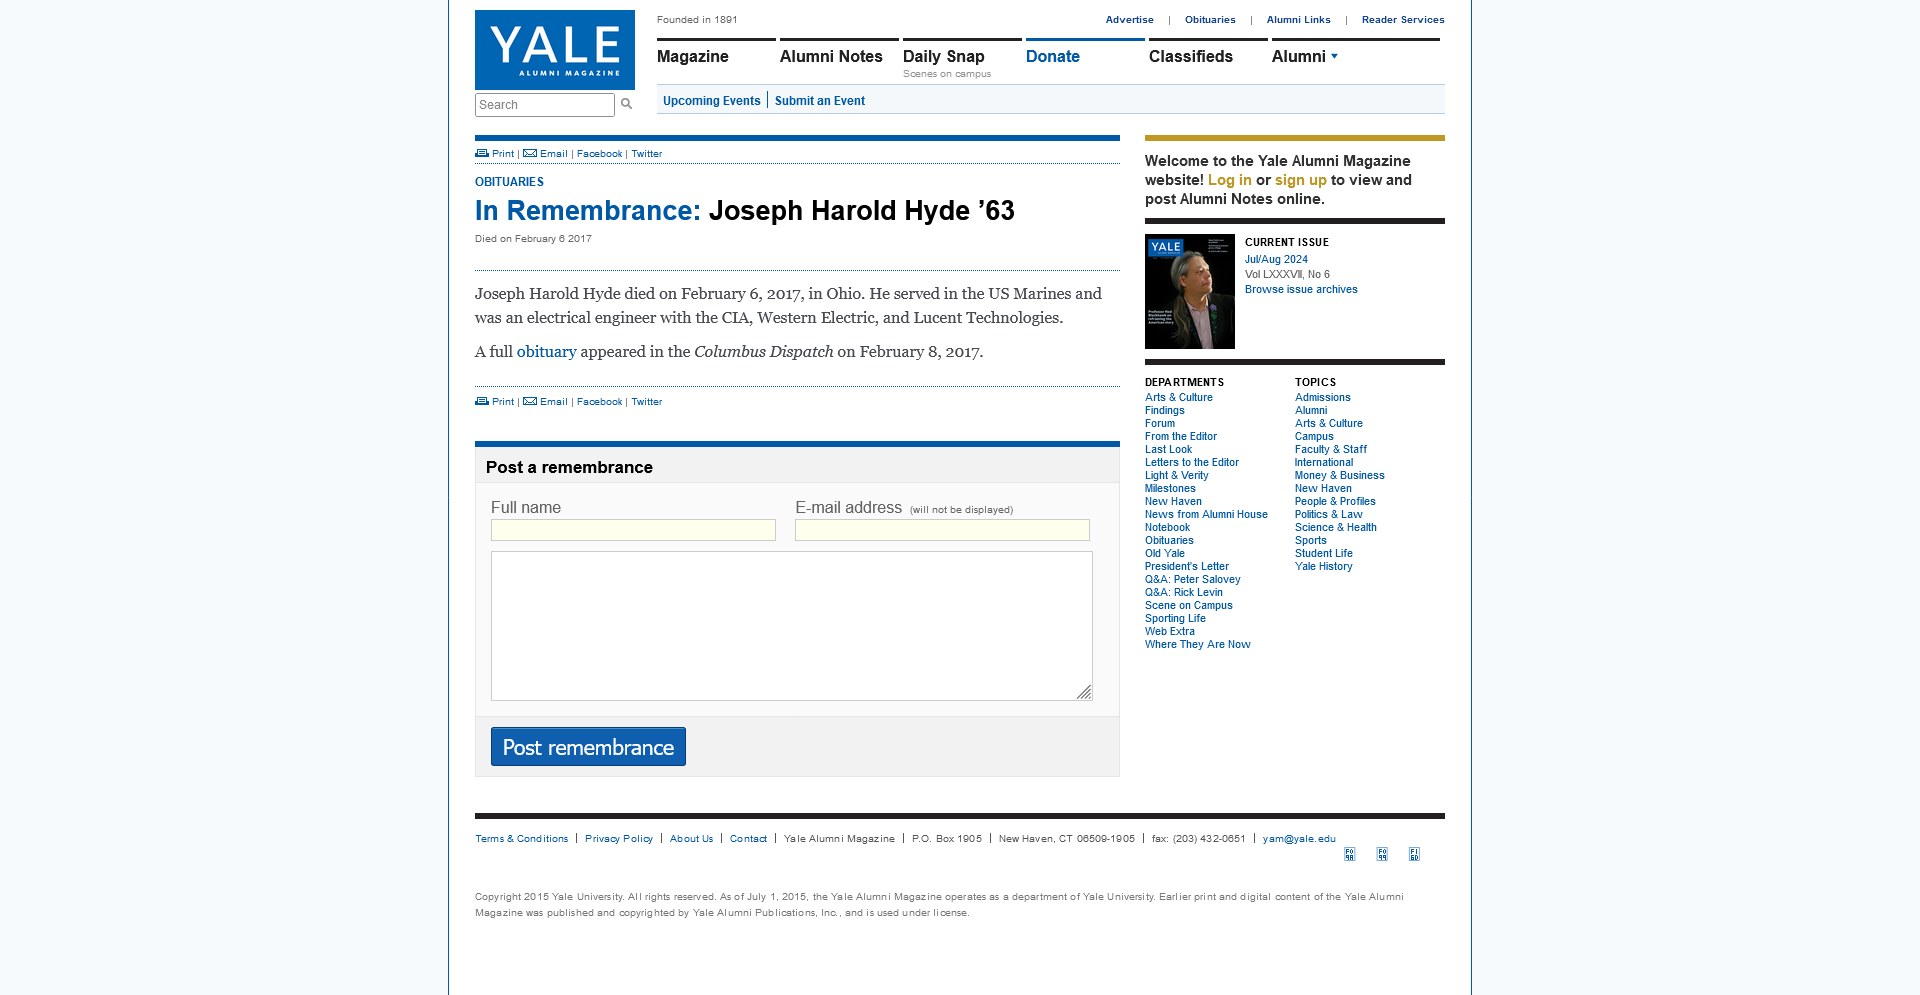 YALE
ALUMNI MAGAZINE
Search
Founded in 1891
Advertise | Obituaries | Alumni Links | Reader Services
Magazine
Alumni Notes
Daily Snap
Scenes on campus
Donate
Classifieds
Alumni
Upcoming Events
Submit an Event
Print | Email | Facebook | Twitter
OBITUARIES
In Remembrance: Joseph Harold Hyde ’63
Died on February 6 2017
Joseph Harold Hyde died on February 6, 2017, in Ohio. He served in the US Marines and
was an electrical engineer with the CIA, Western Electric, and Lucent Technologies.
A full obituary appeared in the Columbus Dispatch on February 8, 2017.
Print | Email | Facebook | Twitter
Post a remembrance
Full name
E-mail address (will not be displayed)
Post remembrance
Welcome to the Yale Alumni Magazine
website! Log in or sign up to view and
post Alumni Notes online.
YALE
CURRENT ISSUE
Jul/Aug 2024
Vol LXXXVII, No 6
Browse issue archives
DEPARTMENTS
Arts & Culture
Findings
Forum
From the Editor
Last Look
Letters to the Editor
Light & Verity
Milestones
New Haven
News from Alumni House
Notebook
Obituaries
Old Yale
President's Letter
Q&A: Peter Salovey
Q&A: Rick Levin
Scene on Campus
Sporting Life
Web Extra
Where They Are Now
TOPICS
Admissions
Alumni
Arts & Culture
Campus
Faculty & Staff
International
Money & Business
New Haven
People & Profiles
Politics & Law
Science & Health
Sports
Student Life
Yale History
Terms & Conditions | Privacy Policy | About Us | Contact | Yale Alumni Magazine | P.O. Box 1905 | New Haven, CT 06509-1905 | fax: (203) 432-0651 | yam@yale.edu
Copyright 2015 Yale University. All rights reserved. As of July 1, 2015, the Yale Alumni Magazine operates as a department of Yale University. Earlier print and digital content of the Yale Alumni
Magazine was published and copyrighted by Yale Alumni Publications, Inc., and is used under license.